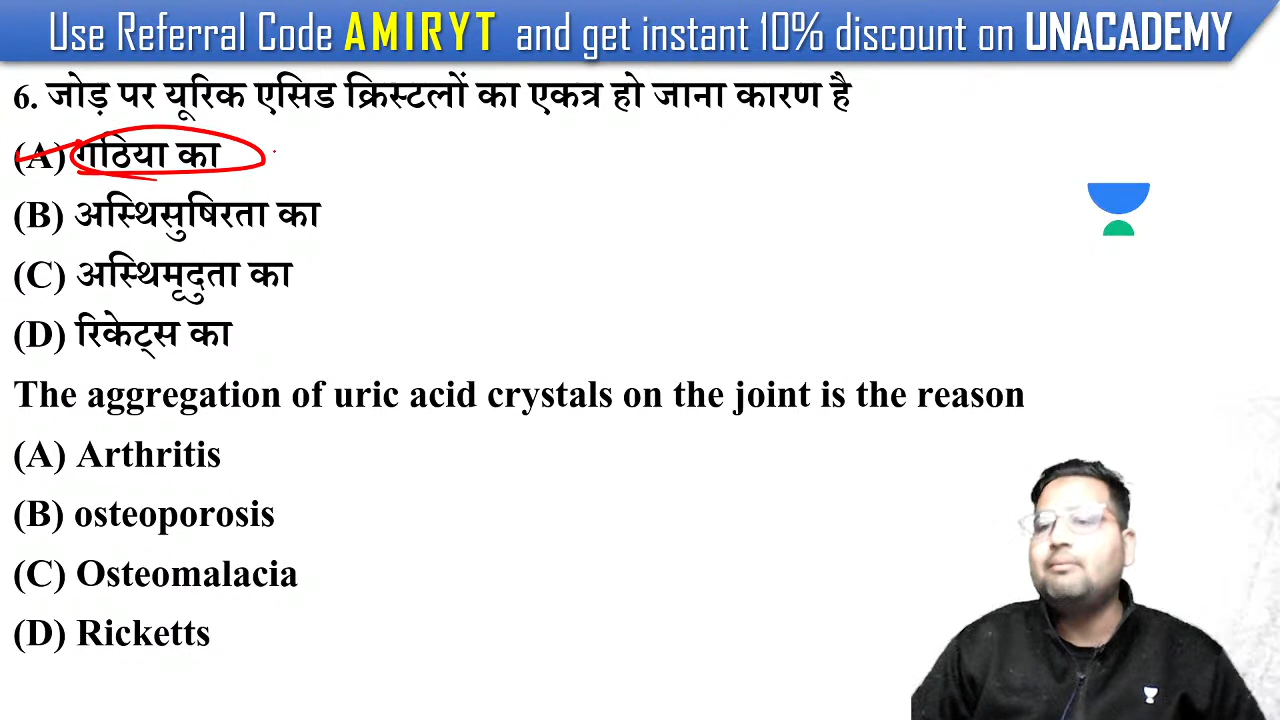 Use Referral Code AMIRYT and get instant 10% discount on UNACADEMY
6. जोड़ पर यूरिक एसिड क्रिस्टलों का एकत्र हो जाना कारण है
(A) गठिया का
(B) अस्थिसुषिरता का
(C) अस्थिमृदुता का
(D) रिकेट्स का
The aggregation of uric acid crystals on the joint is the reason
(A) Arthritis
(B) osteoporosis
(C) Osteomalacia
(D) Ricketts